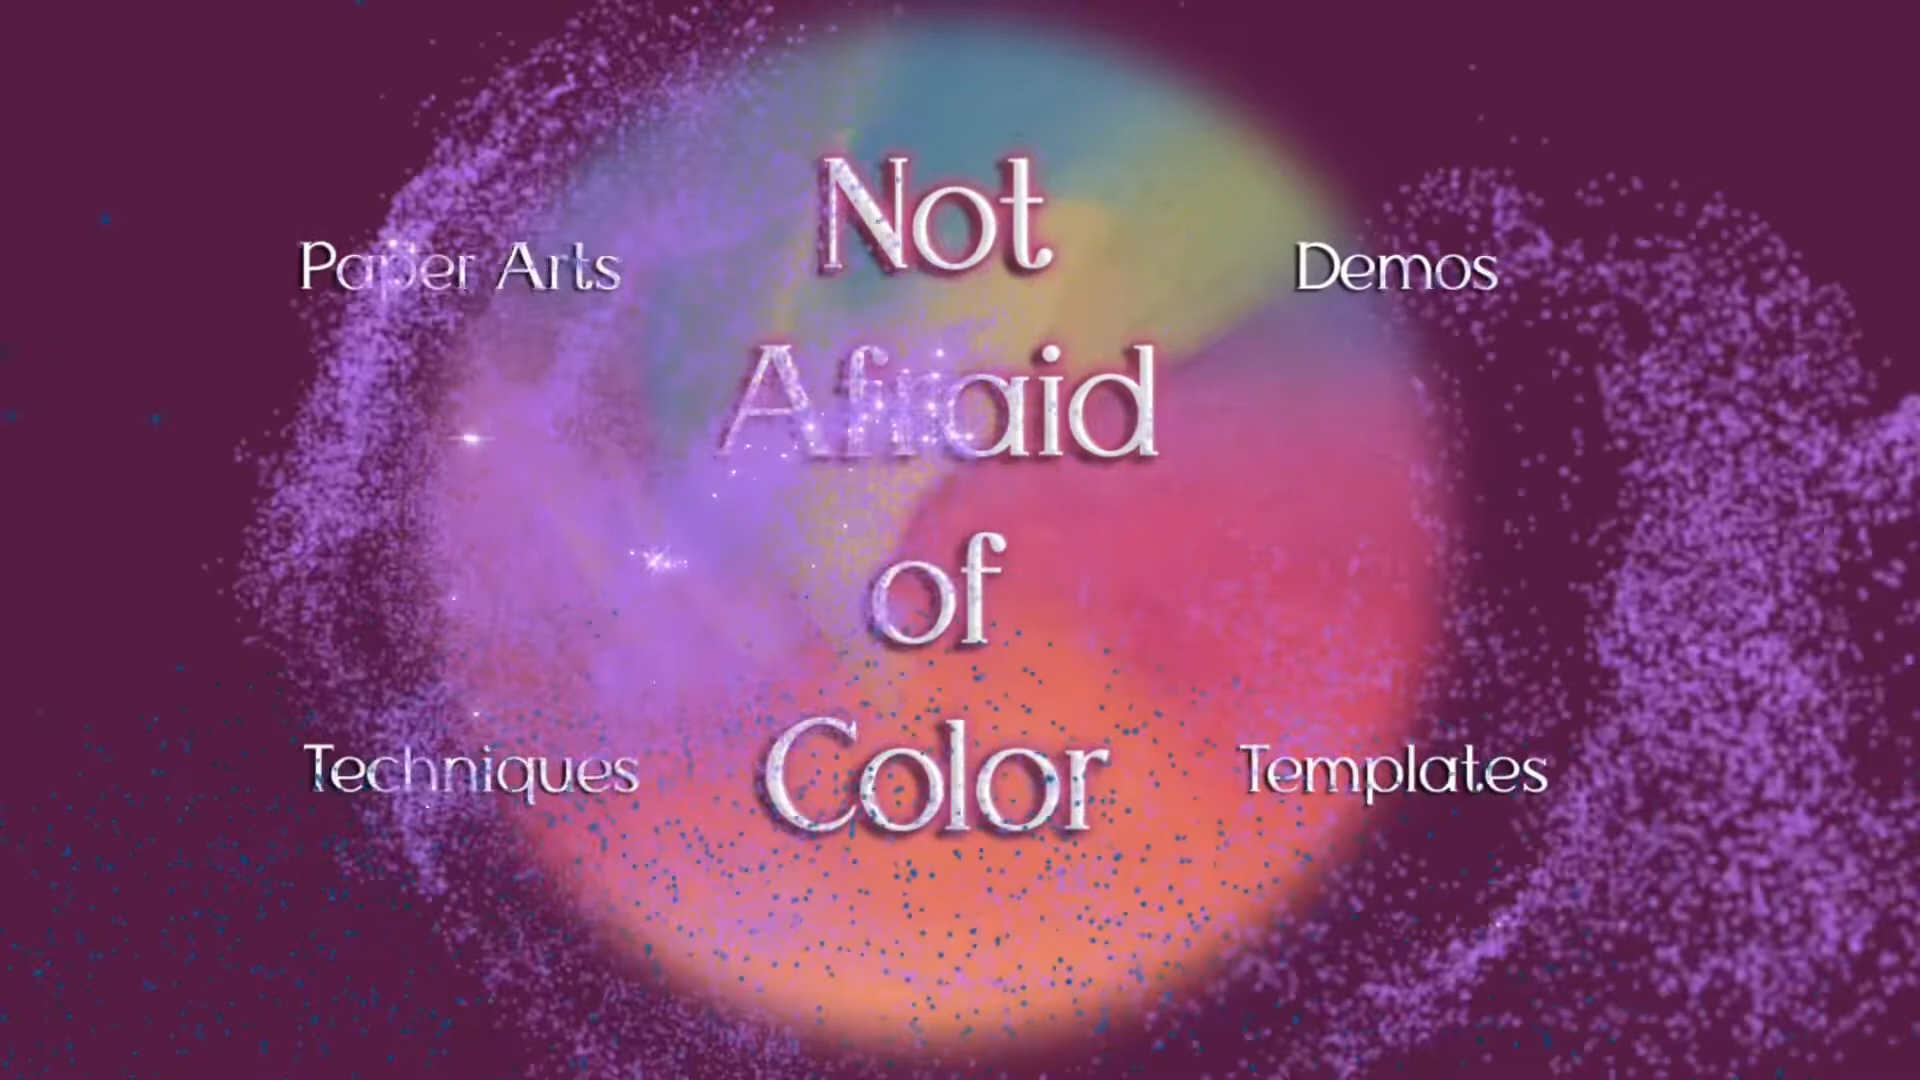 Not
Paper Arts
Demos
Afraid
of
Color
Techniques
Templates